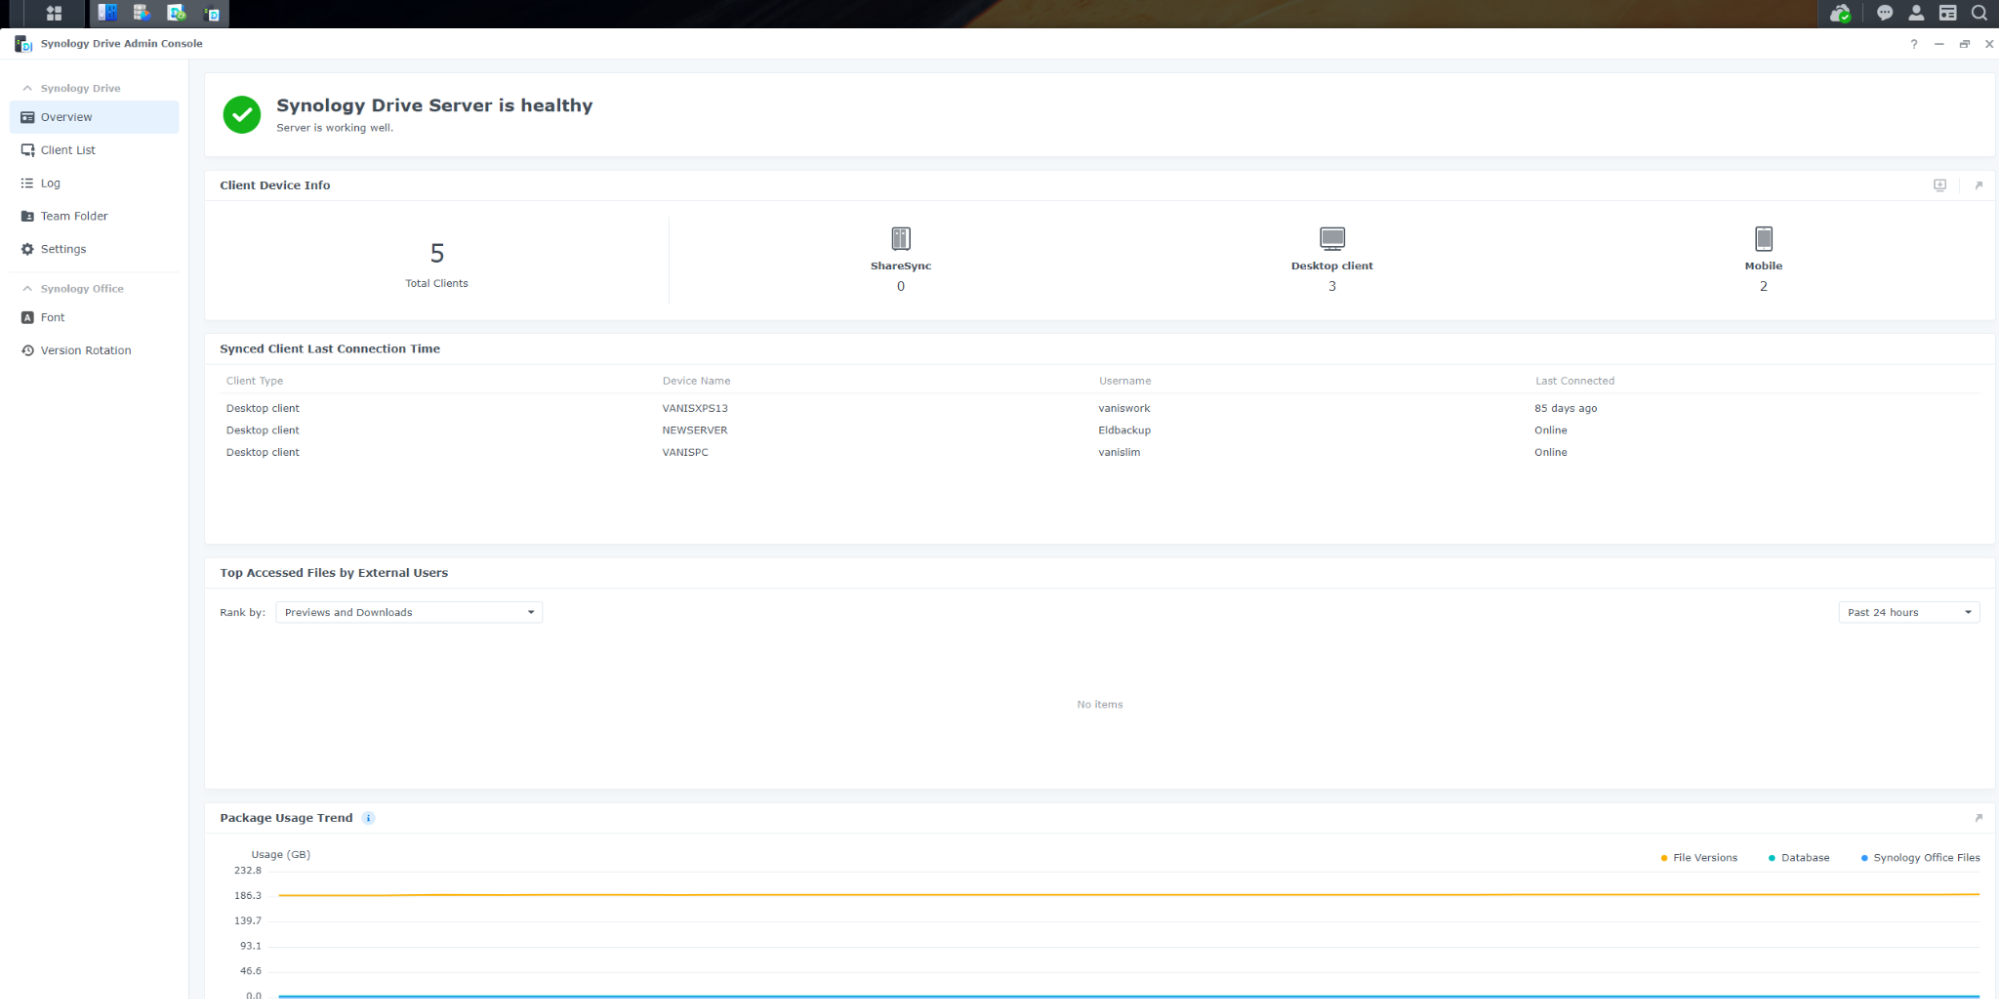 Synology Drive Admin Console
Synology Drive
Overview
Client List
Log
Team Folder
Settings
Synology Office
Font
Version Rotation
Synology Drive Server is healthy
Server is working well.
Client Device Info
5
Total Clients
ShareSync
0
Desktop client
3
Mobile
2
Synced Client Last Connection Time
Client Type Device Name Username Last Connected
Desktop client VANISXPS13 vaniswork 85 days ago
Desktop client NEWSERVER Eldbackup Online
Desktop client VANISPC vanislim Online
Top Accessed Files by External Users
Rank by: Previews and Downloads Past 24 hours
No items
Package Usage Trend
Usage (GB)
File Versions Database Synology Office Files
232.8
186.3
139.7
93.1
46.6
0.0